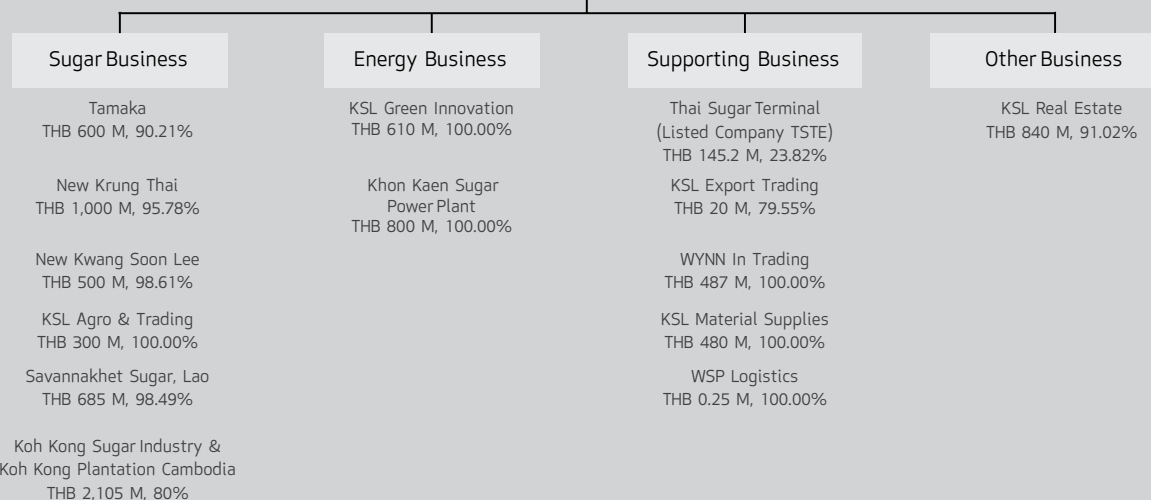 Sugar Business
Tamaka
THB 600 M, 90.21%
New Krung Thai
THB 1,000 M, 95.78%
New Kwang Soon Lee
THB 500 M, 98.61%
KSL Agro & Trading
THB 300 M, 100.00%
Savannakhet Sugar, Lao
THB 685 M, 98.49%
Koh Kong Sugar Industry &
Koh Kong Plantation Cambodia
THB 2,105 M, 80%
Energy Business
KSL Green Innovation
THB 610 M, 100.00%
Khon Kaen Sugar
Power Plant
THB 800 M, 100.00%
Supporting Business
Thai Sugar Terminal
(Listed Company TSTE)
THB 145.2 M, 23.82%
KSL Export Trading
THB 20 M, 79.55%
WYNN In Trading
THB 487 M, 100.00%
KSL Material Supplies
THB 480 M, 100.00%
WSP Logistics
THB 0.25 M, 100.00%
Other Business
KSL Real Estate
THB 840 M, 91.02%